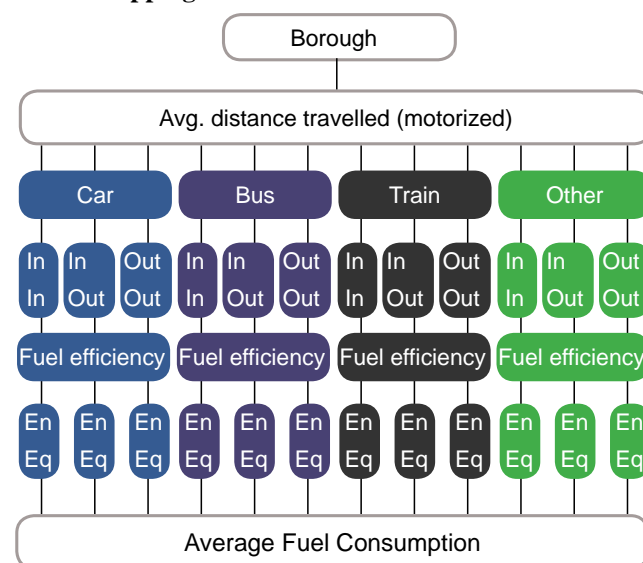 Borough
Avg. distance travelled (motorized)
Car Bus Train Other
In In Out In In Out In In Out In In Out
In Out Out In Out Out In Out Out In Out Out
Fuel efficiency Fuel efficiency Fuel efficiency Fuel efficiency
En En En En En En En En En En En En
Eq Eq Eq Eq Eq Eq Eq Eq Eq Eq Eq Eq
Average Fuel Consumption